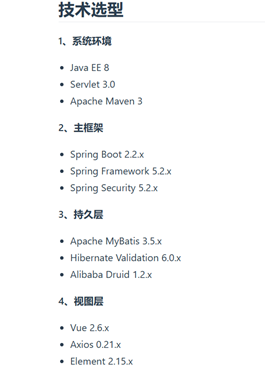 技术选型
1、系统环境
Java EE 8
Servlet 3.0
Apache Maven 3
2、主框架
Spring Boot 2.2.x
Spring Framework 5.2.x
Spring Security 5.2.x
3、持久层
Apache MyBatis 3.5.x
Hibernate Validation 6.0.x
Alibaba Druid 1.2.x
4、视图层
Vue 2.6.x
Axios 0.21.x
Element 2.15.x